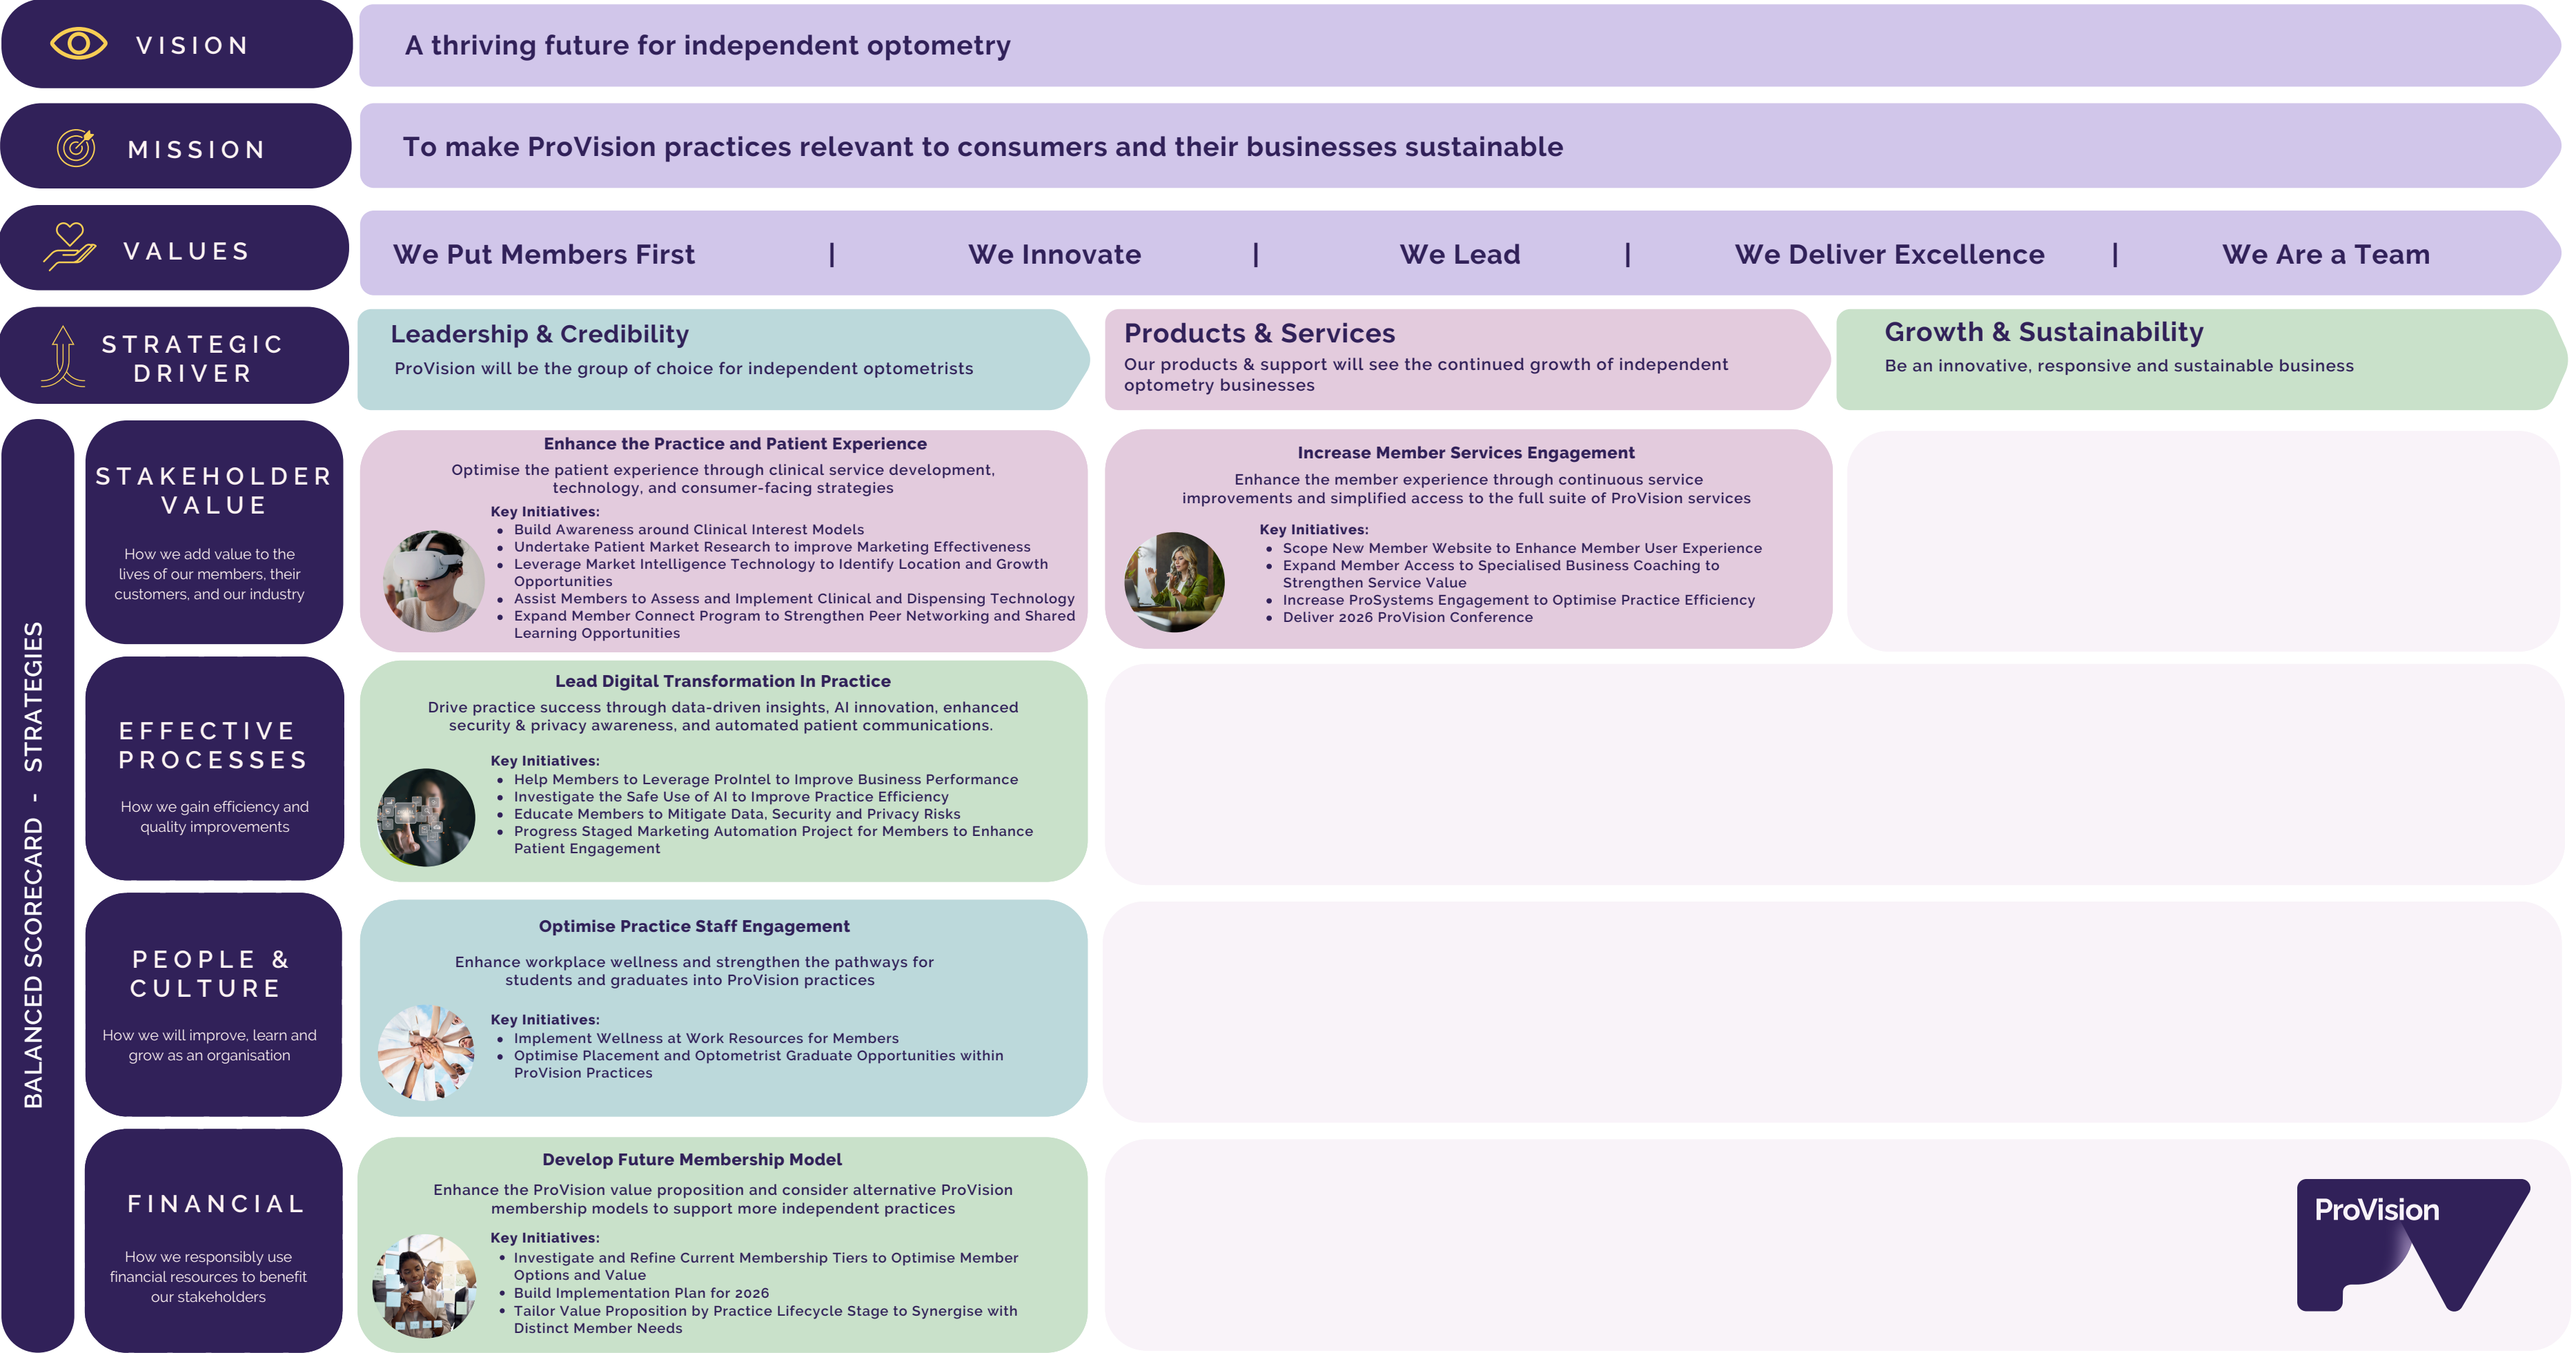 VISION
A thriving future for independent optometry
MISSION
To make ProVision practices relevant to consumers and their businesses sustainable
VALUES
We Put Members First | We Innovate | We Lead | We Deliver Excellence | We Are a Team
STRATEGIC
DRIVER
Leadership & Credibility
ProVision will be the group of choice for independent optometrists
Products & Services
Our products & support will see the continued growth of independent
optometry businesses
Growth & Sustainability
Be an innovative, responsive and sustainable business
BALANCED SCORECARD - STRATEGIES
STAKEHOLDER
VALUE
How we add value to the
lives of our members, their
customers, and our industry
Enhance the Practice and Patient Experience
Optimise the patient experience through clinical service development,
technology, and consumer-facing strategies
Key Initiatives:
• Build Awareness around Clinical Interest Models
• Undertake Patient Market Research to improve Marketing Effectiveness
• Leverage Market Intelligence Technology to Identify Location and Growth
Opportunities
• Assist Members to Assess and Implement Clinical and Dispensing Technology
• Expand Member Connect Program to Strengthen Peer Networking and Shared
Learning Opportunities
Increase Member Services Engagement
Enhance the member experience through continuous service
improvements and simplified access to the full suite of ProVision services
Key Initiatives:
• Scope New Member Website to Enhance Member User Experience
• Expand Member Access to Specialised Business Coaching to
Strengthen Service Value
• Increase ProSystems Engagement to Optimise Practice Efficiency
• Deliver 2026 ProVision Conference
EFFECTIVE
PROCESSES
How we gain efficiency and
quality improvements
Lead Digital Transformation In Practice
Drive practice success through data-driven insights, AI innovation, enhanced
security & privacy awareness, and automated patient communications.
Key Initiatives:
• Help Members to Leverage ProIntel to Improve Business Performance
• Investigate the Safe Use of AI to Improve Practice Efficiency
• Educate Members to Mitigate Data, Security and Privacy Risks
• Progress Staged Marketing Automation Project for Members to Enhance
Patient Engagement
PEOPLE &
CULTURE
How we will improve, learn and
grow as an organisation
Optimise Practice Staff Engagement
Enhance workplace wellness and strengthen the pathways for
students and graduates into ProVision practices
Key Initiatives:
• Implement Wellness at Work Resources for Members
• Optimise Placement and Optometrist Graduate Opportunities within
ProVision Practices
FINANCIAL
How we responsibly use
financial resources to benefit
our stakeholders
Develop Future Membership Model
Enhance the ProVision value proposition and consider alternative ProVision
membership models to support more independent practices
Key Initiatives:
• Investigate and Refine Current Membership Tiers to Optimise Member
Options and Value
• Build Implementation Plan for 2026
• Tailor Value Proposition by Practice Lifecycle Stage to Synergise with
Distinct Member Needs
ProVision